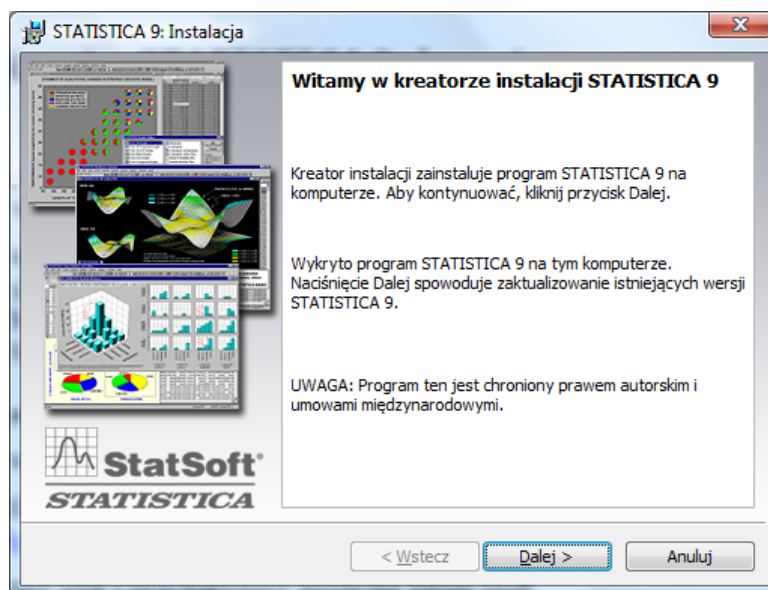 STATISTICA 9: Instalacja
Witamy w kreatorze instalacji STATISTICA 9
Kreator instalacji zainstaluje program STATISTICA 9 na
komputerze. Aby kontynuować, kliknij przycisk Dalej.
Wykryto program STATISTICA 9 na tym komputerze.
Naciśnięcie Dalej spowoduje zaktualizowanie istniejących wersji
STATISTICA 9.
UWAGA: Program ten jest chroniony prawem autorskim i
umowami międzynarodowymi.
StatSoft
STATISTICA
< Wstecz
Dalej >
Anuluj